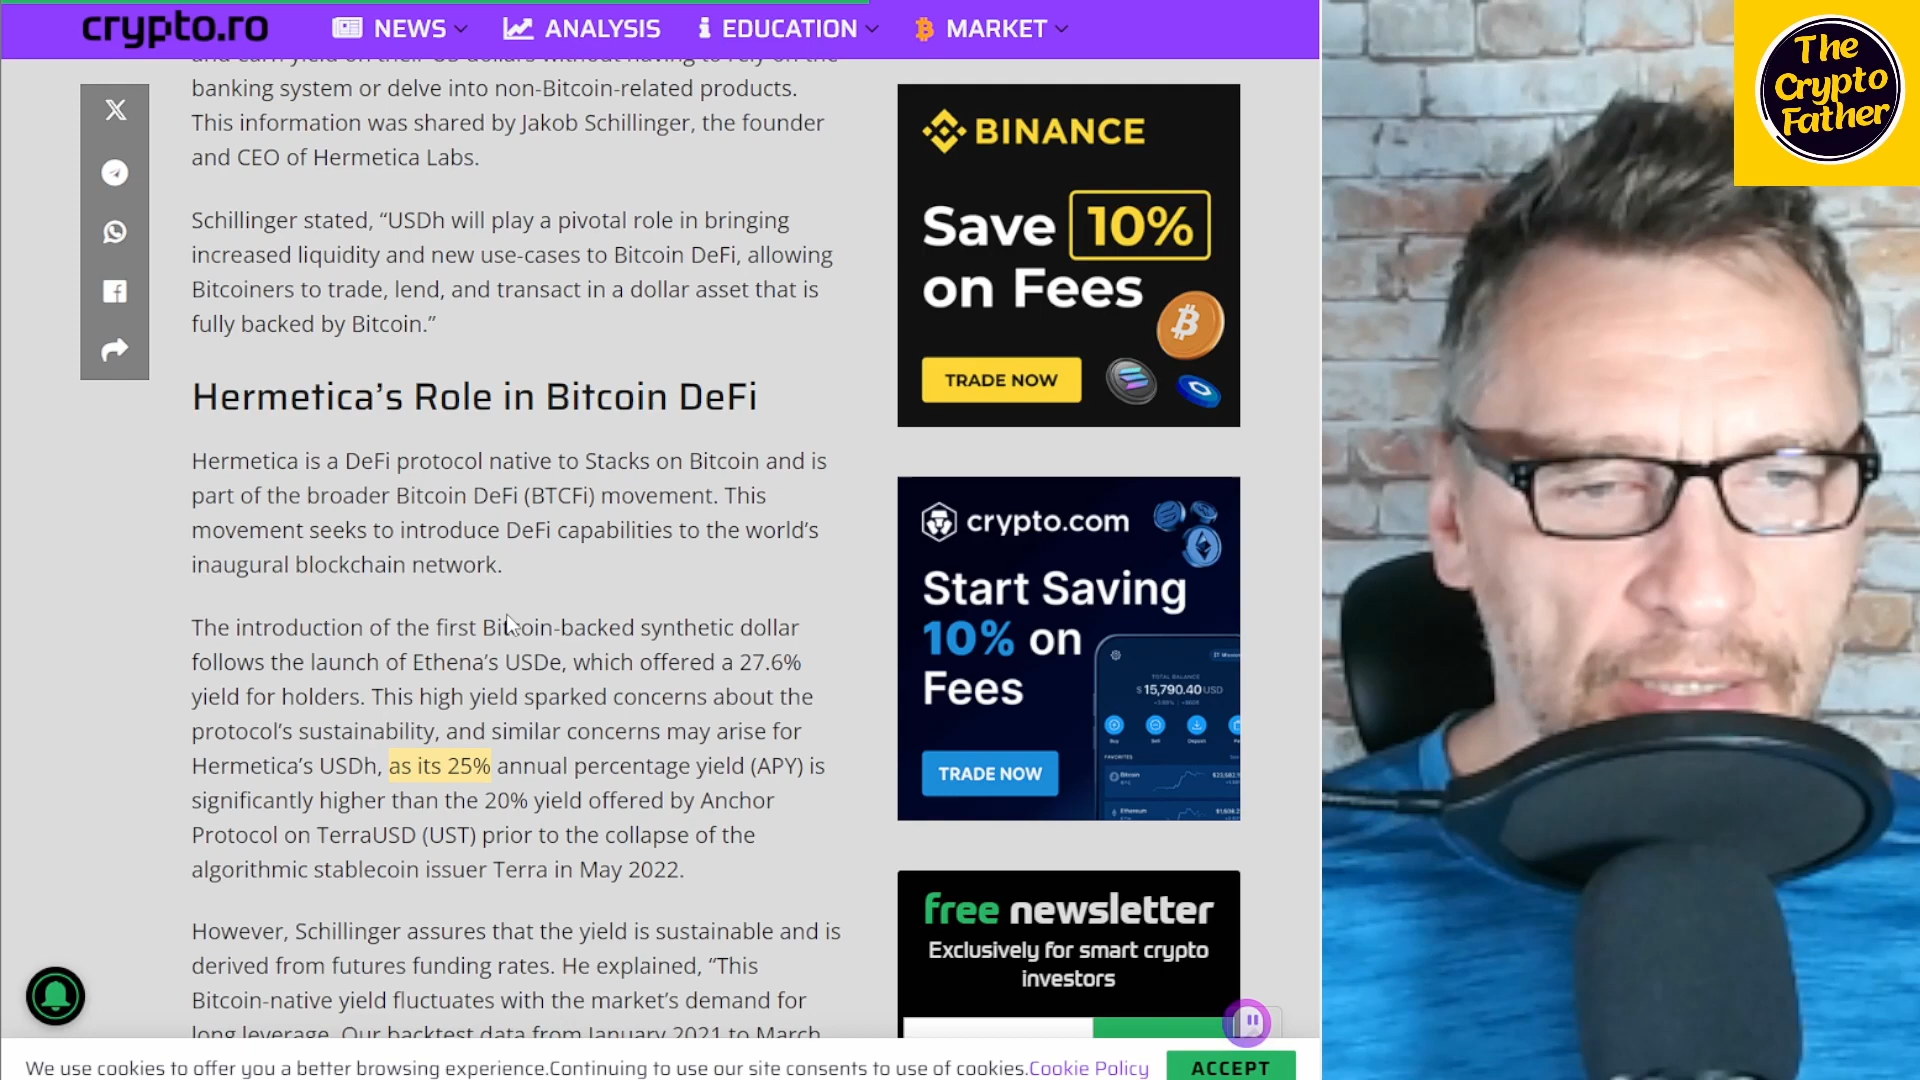 crypto.ro
NEWS
ANALYSIS
EDUCATION
MARKET
The
Crypto
Father
and earn yield on their US dollars without having to rely on the
banking system or delve into non-Bitcoin-related products.
This information was shared by Jakob Schillinger, the founder
and CEO of Hermetica Labs.
Schillinger stated, “USDh will play a pivotal role in bringing
increased liquidity and new use-cases to Bitcoin DeFi, allowing
Bitcoiners to trade, lend, and transact in a dollar asset that is
fully backed by Bitcoin.”
Hermetica’s Role in Bitcoin DeFi
Hermetica is a DeFi protocol native to Stacks on Bitcoin and is
part of the broader Bitcoin DeFi (BTCFi) movement. This
movement seeks to introduce DeFi capabilities to the world’s
inaugural blockchain network.
The introduction of the first Bitcoin-backed synthetic dollar
follows the launch of Ethena’s USDe, which offered a 27.6%
yield for holders. This high yield sparked concerns about the
protocol’s sustainability, and similar concerns may arise for
Hermetica’s USDh, as its 25% annual percentage yield (APY) is
significantly higher than the 20% yield offered by Anchor
Protocol on TerraUSD (UST) prior to the collapse of the
algorithmic stablecoin issuer Terra in May 2022.
However, Schillinger assures that the yield is sustainable and is
derived from futures funding rates. He explained, “This
Bitcoin-native yield fluctuates with the market’s demand for
long leverage. Our backtest data from January 2021 to March
BINANCE
Save 10%
on Fees
TRADE NOW
crypto.com
Start Saving
10% on
Fees
TOTAL BALANCE
$15,790.40 USD
Buy
Sell
FAVORITES
Bitcoin
Ethereum
TRADE NOW
free newsletter
Exclusively for smart crypto
investors
We use cookies to offer you a better browsing experience.Continuing to use our site consents to use of cookies.Cookie Policy
ACCEPT